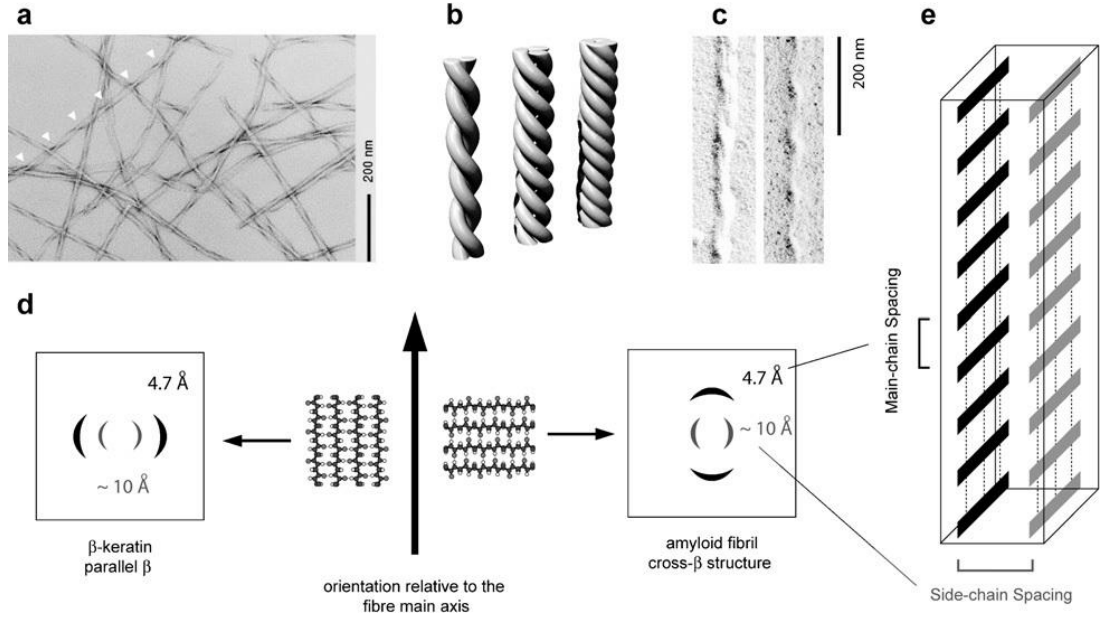 a
b
c
e
200 nm
200 nm
d
4.7 Å
~ 10 Å
β-keratin
parallel β
orientation relative to the
fibre main axis
4.7 Å
~ 10 Å
amyloid fibril
cross-β structure
Main-chain Spacing
Side-chain Spacing